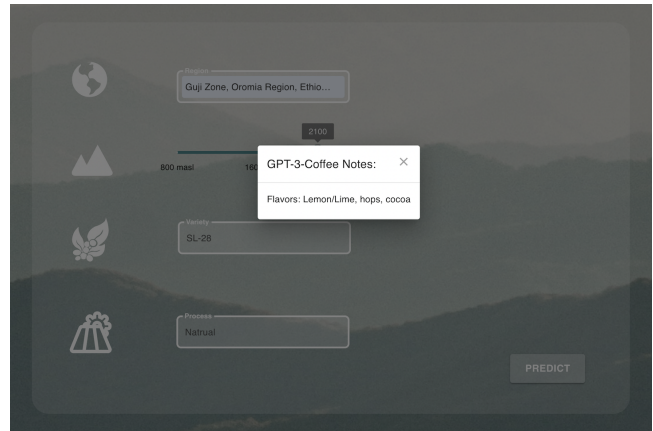 Region
Guji Zone, Oromia Region, Ethio...
2100
800 masl
160
GPT-3-Coffee Notes:
Flavors: Lemon/Lime, hops, cocoa
Variety
SL-28
Process
Natrual
PREDICT